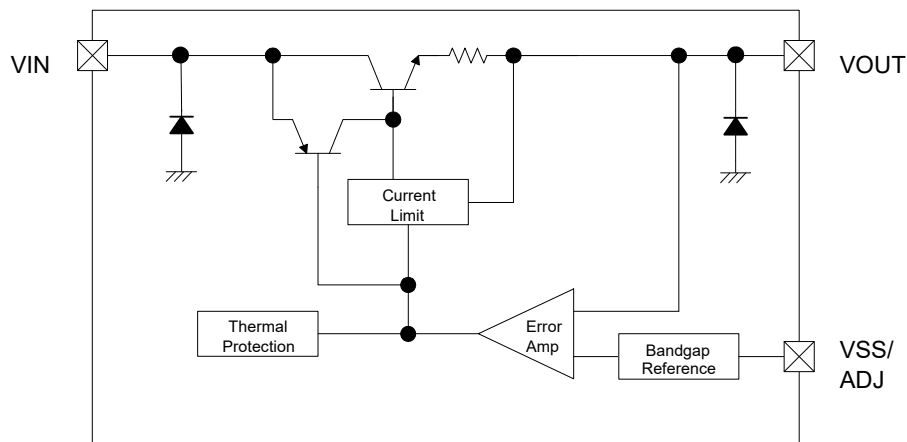 VIN
VOUT
Current
Limit
Thermal
Protection
Error
Amp
Bandgap
Reference
VSS/
ADJ